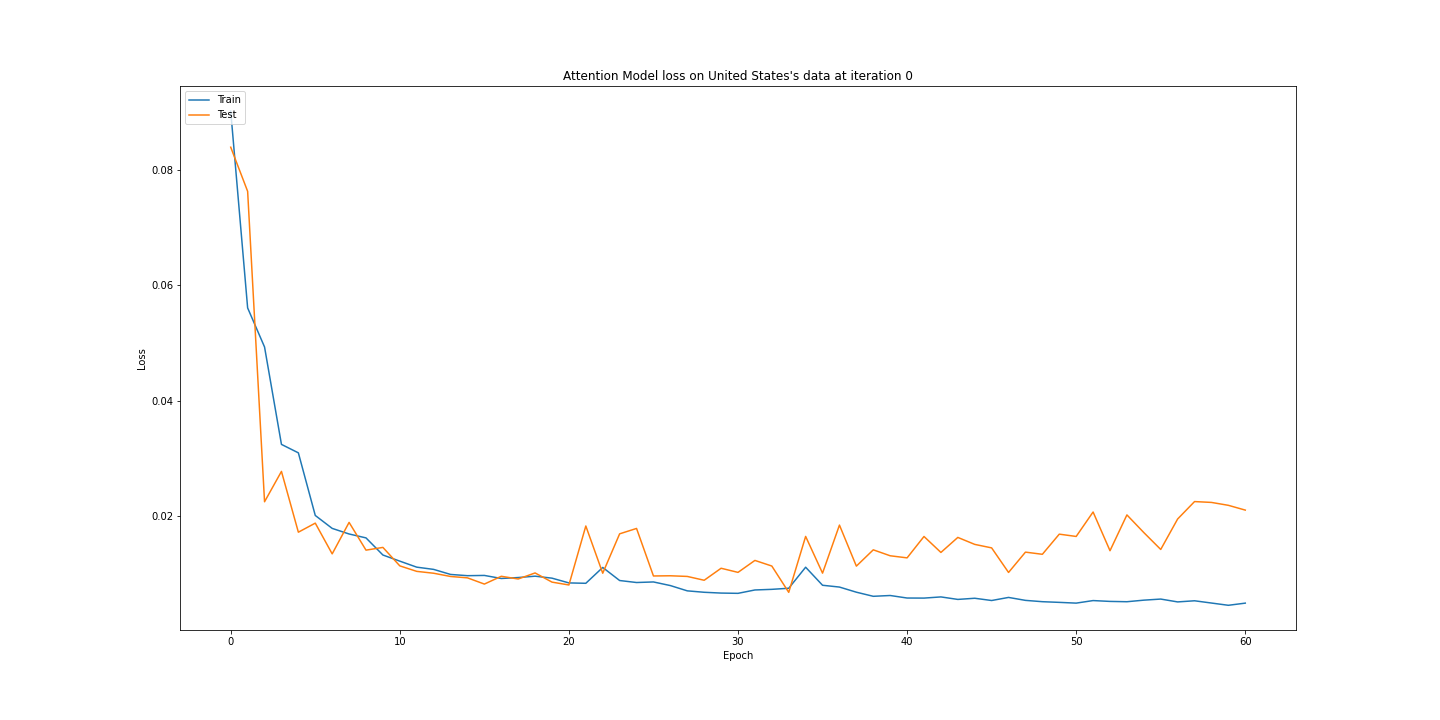 Attention Model loss on United States's data at iteration 0
Train
Test
0.08
0.06
0.04
0.02
Loss
0 10 20 30 40 50 60
Epoch